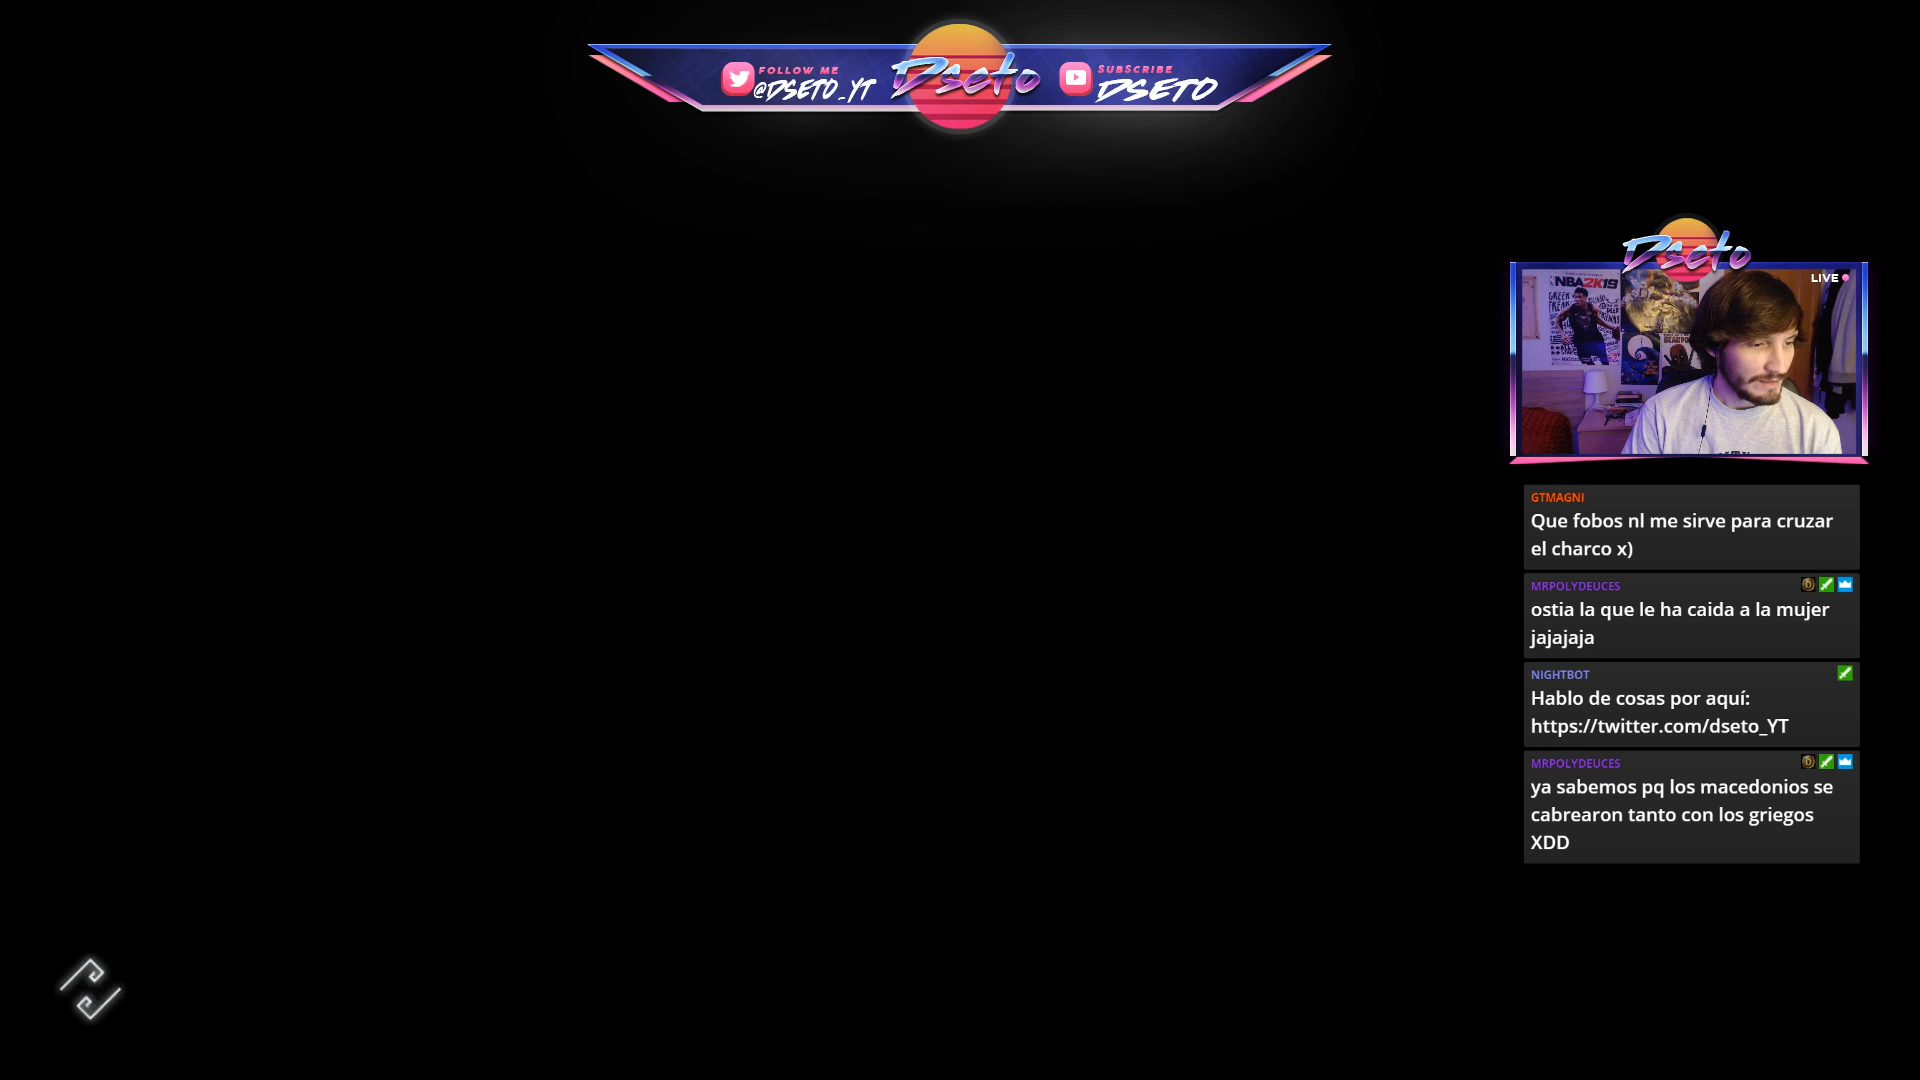 FOLLOW ME
@DSETO_YT
Dseto
SUBSCRIBE
DSETO
Dseto
LIVE
NBA2K19
GTMAGNI
Que fobos nl me sirve para cruzar
el charco x)
MRPOLYDEUCES
ostia la que le ha caida a la mujer
jajajaja
NIGHTBOT
Hablo de cosas por aquí:
https://twitter.com/dseto_YT
MRPOLYDEUCES
ya sabemos pq los macedonios se
cabrearon tanto con los griegos
XDD